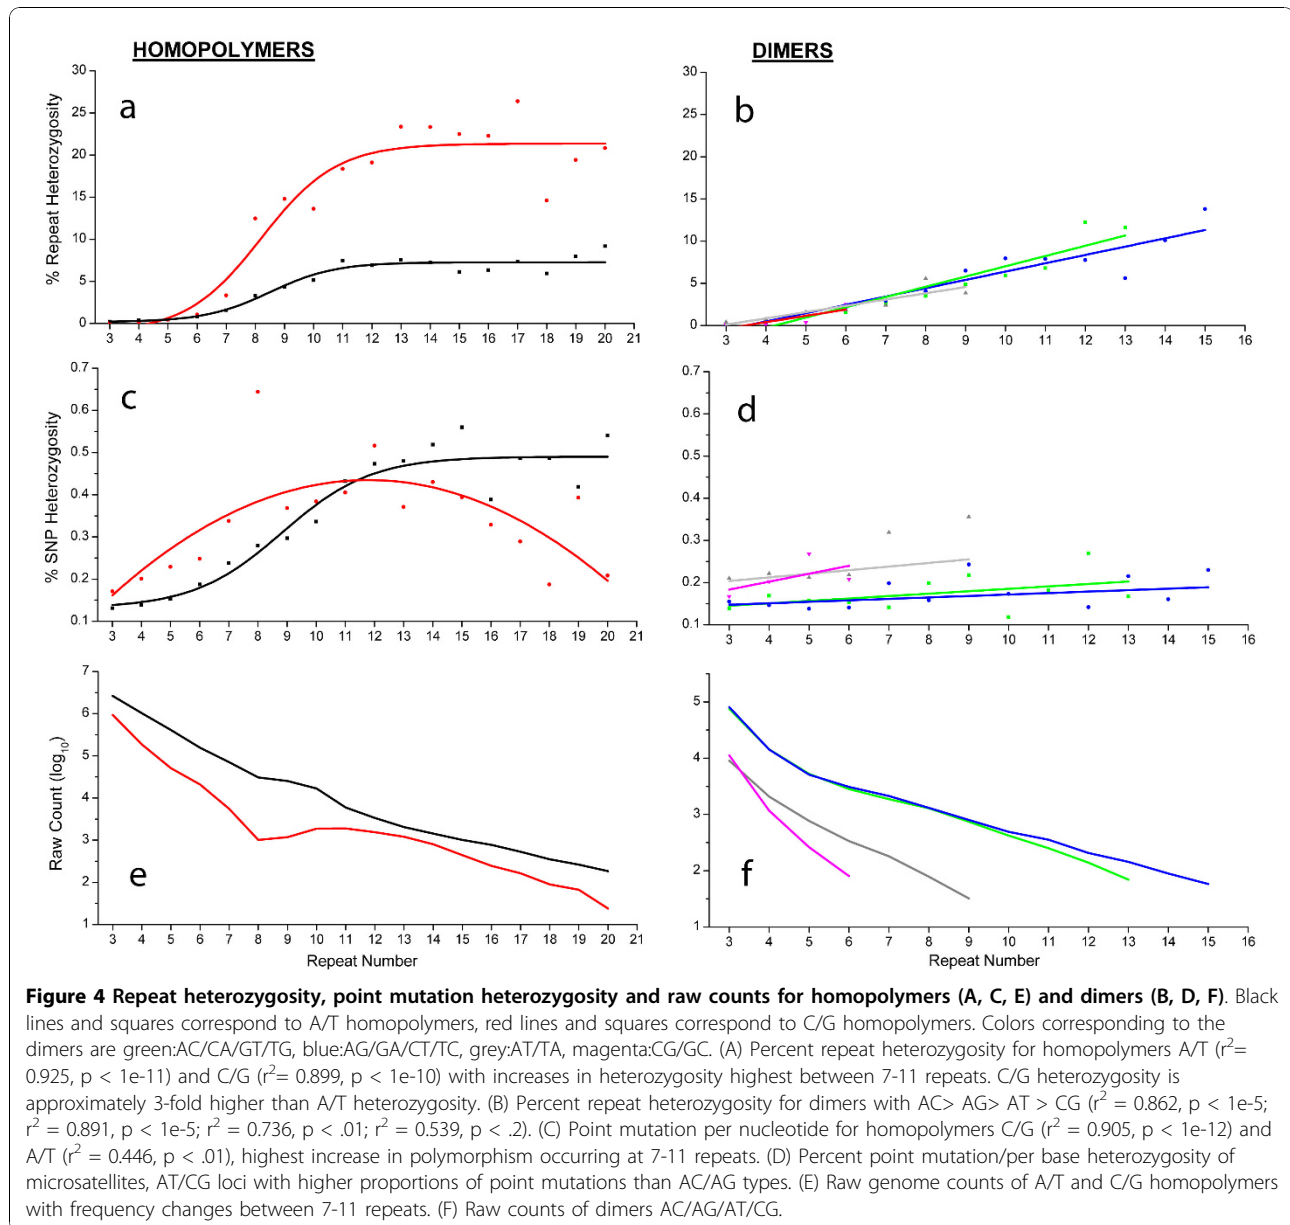 HOMOPOLYMERS
DIMERS
a
% Repeat Heterozygosity
30
25
20
15
10
5
0
3 4 5 6 7 8 9 10 11 12 13 14 15 16 17 18 19 20 21
b
30
25
20
15
10
5
0
3 4 5 6 7 8 9 10 11 12 13 14 15 16
c
% SNP Heterozygosity
0.7
0.6
0.5
0.4
0.3
0.2
0.1
3 4 5 6 7 8 9 10 11 12 13 14 15 16 17 18 19 20 21
d
0.7
0.6
0.5
0.4
0.3
0.2
0.1
3 4 5 6 7 8 9 10 11 12 13 14 15 16
e
Raw Count (log10)
7
6
5
4
3
2
1
3 4 5 6 7 8 9 10 11 12 13 14 15 16 17 18 19 20 21
Repeat Number
f
5
4
3
2
1
3 4 5 6 7 8 9 10 11 12 13 14 15 16
Repeat Number
Figure 4 Repeat heterozygosity, point mutation heterozygosity and raw counts for homopolymers (A, C, E) and dimers (B, D, F). Black
lines and squares correspond to A/T homopolymers, red lines and squares correspond to C/G homopolymers. Colors corresponding to the
dimers are green:AC/CA/GT/TG, blue:AG/GA/CT/TC, grey:AT/TA, magenta:CG/GC. (A) Percent repeat heterozygosity for homopolymers A/T (r2=
0.925, p < 1e-11) and C/G (r2= 0.899, p < 1e-10) with increases in heterozygosity highest between 7-11 repeats. C/G heterozygosity is
approximately 3-fold higher than A/T heterozygosity. (B) Percent repeat heterozygosity for dimers with AC> AG> AT > CG (r2 = 0.862, p < 1e-5;
r2 = 0.891, p < 1e-5; r2 = 0.736, p < .01; r2 = 0.539, p < .2). (C) Point mutation per nucleotide for homopolymers C/G (r2 = 0.905, p < 1e-12) and
A/T (r2 = 0.446, p < .01), highest increase in polymorphism occurring at 7-11 repeats. (D) Percent point mutation/per base heterozygosity of
microsatellites, AT/CG loci with higher proportions of point mutations than AC/AG types. (E) Raw genome counts of A/T and C/G homopolymers
with frequency changes between 7-11 repeats. (F) Raw counts of dimers AC/AG/AT/CG.